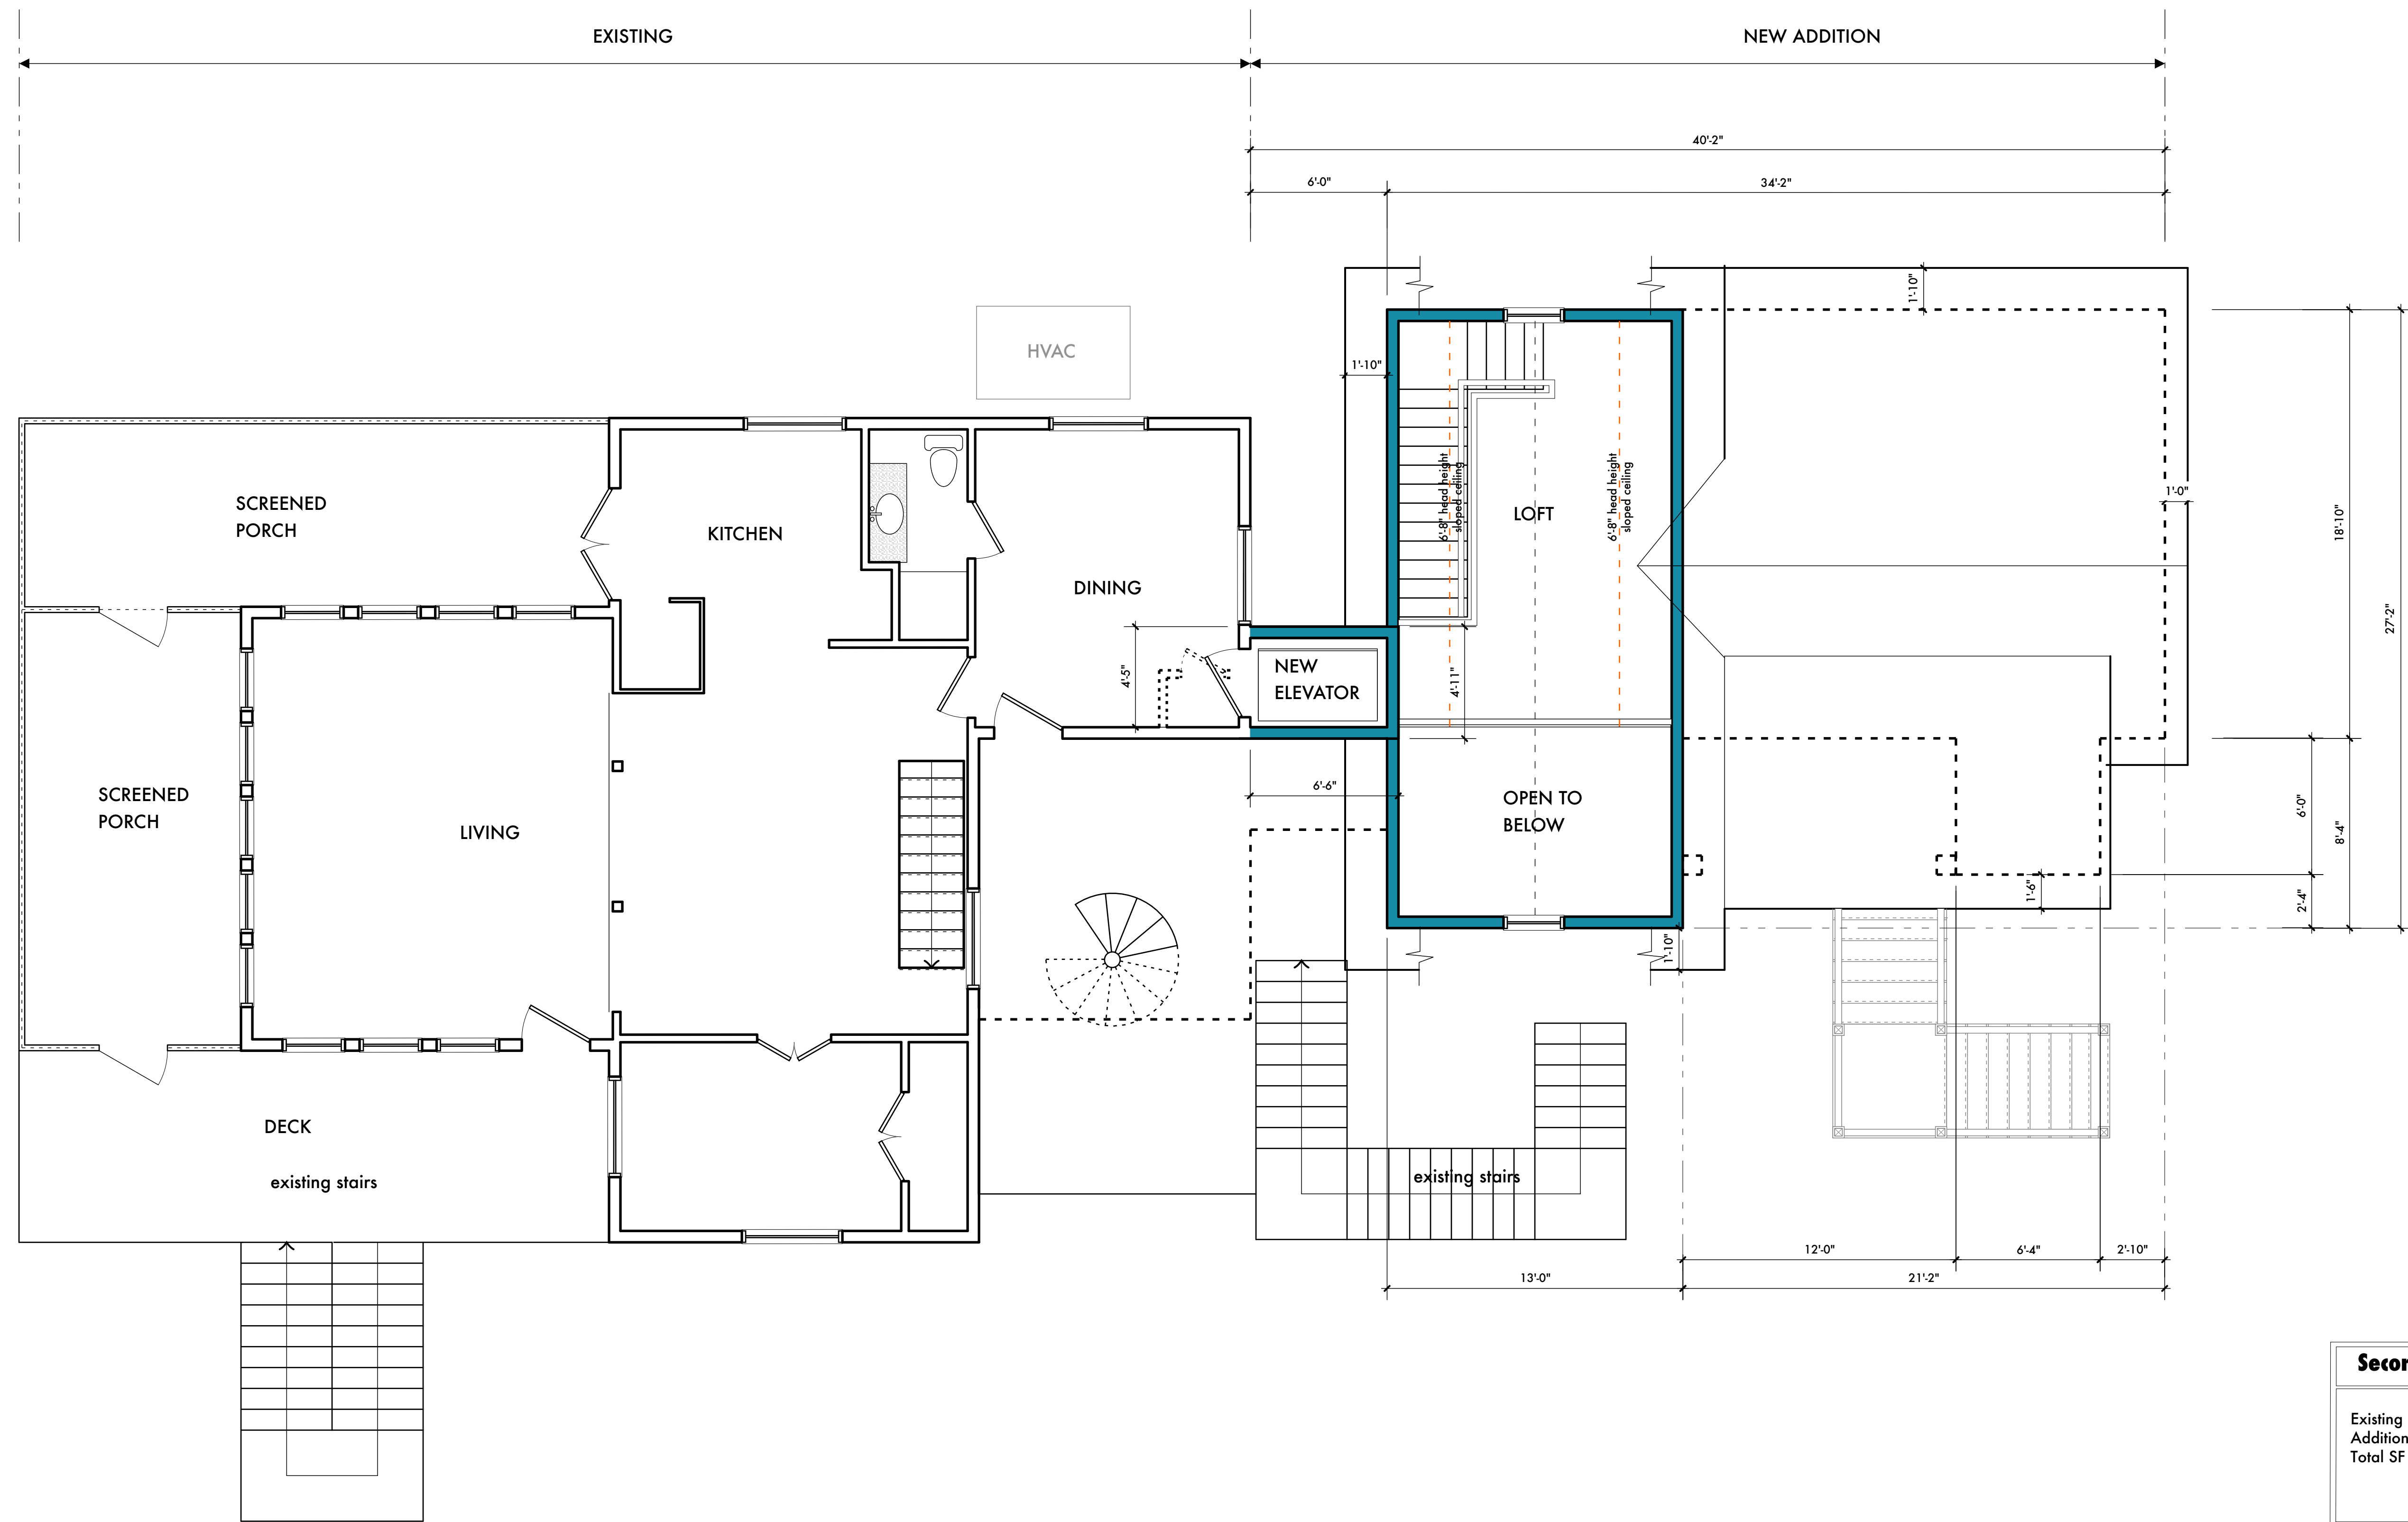 EXISTING
NEW ADDITION
40'-2"
6'-0"
34'-2"
1'-10"
HVAC
1'-10"
SCREENED
PORCH
KITCHEN
DINING
6'-8" head height
sloped ceiling
LOFT
6'-8" head height
sloped ceiling
1'-0"
18'-10"
27'-2"
4'-5"
NEW
ELEVATOR
4'-11"
SCREENED
PORCH
LIVING
6'-6"
OPEN TO
BELOW
6'-0"
8'-4"
1'-6"
2'-4"
1'-10"
DECK
existing stairs
existing stairs
12'-0"
6'-4"
2'-10"
13'-0"
21'-2"
Secor
Existing
Addition
Total SF